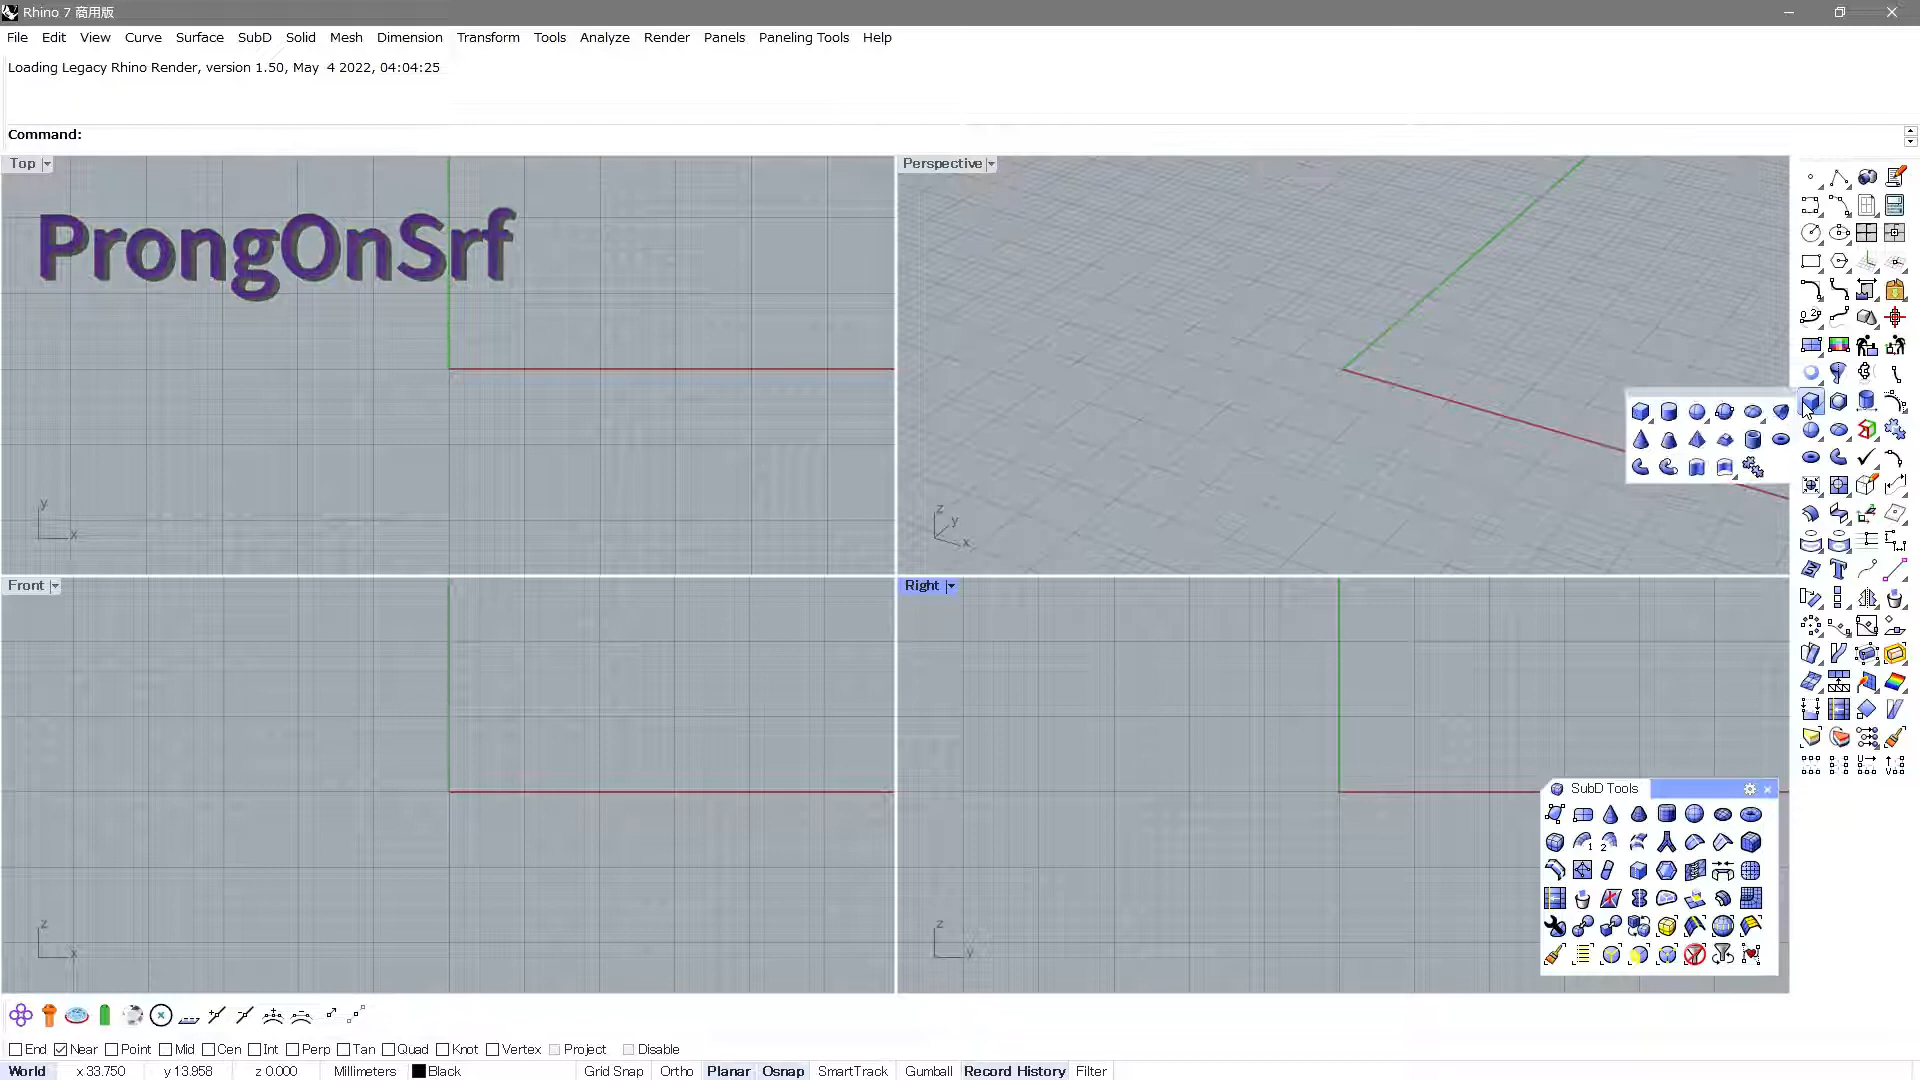 Rhino 7 商用版
File Edit View Curve Surface SubD Solid Mesh Dimension Transform Tools Analyze Render Panels Paneling Tools Help
Loading Legacy Rhino Render, version 1.50, May 4 2022, 04:04:25
Command:
Top
Perspective
ProngOnSrf
y
x
z
y
x
Front
Right
SubD Tools
1
2
z
x
z
y
End Near Point Mid Cen Int Perp Tan Quad Knot Vertex Project Disable
World x 33.750 y 13.958 z 0.000 Millimeters Black Grid Snap Ortho Planar Osnap SmartTrack Gumball Record History Filter